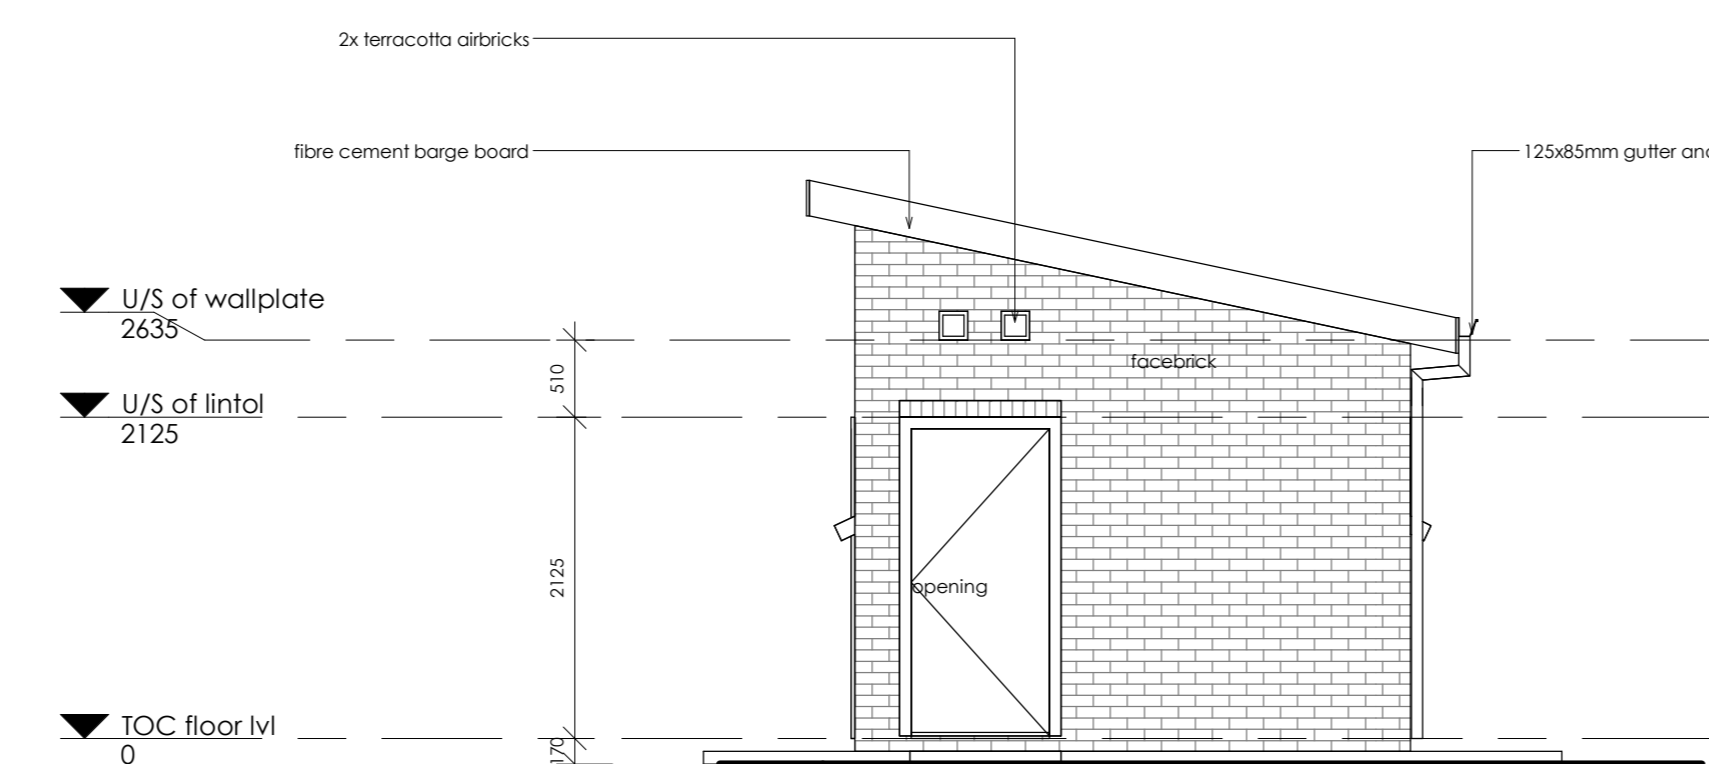 2x terracotta airbricks
fibre cement barge board
125x85mm gutter and
U/S of wallplate
2635
facebrick
510
U/S of lintol
2125
2125
opening
TOC floor lvl
0
170